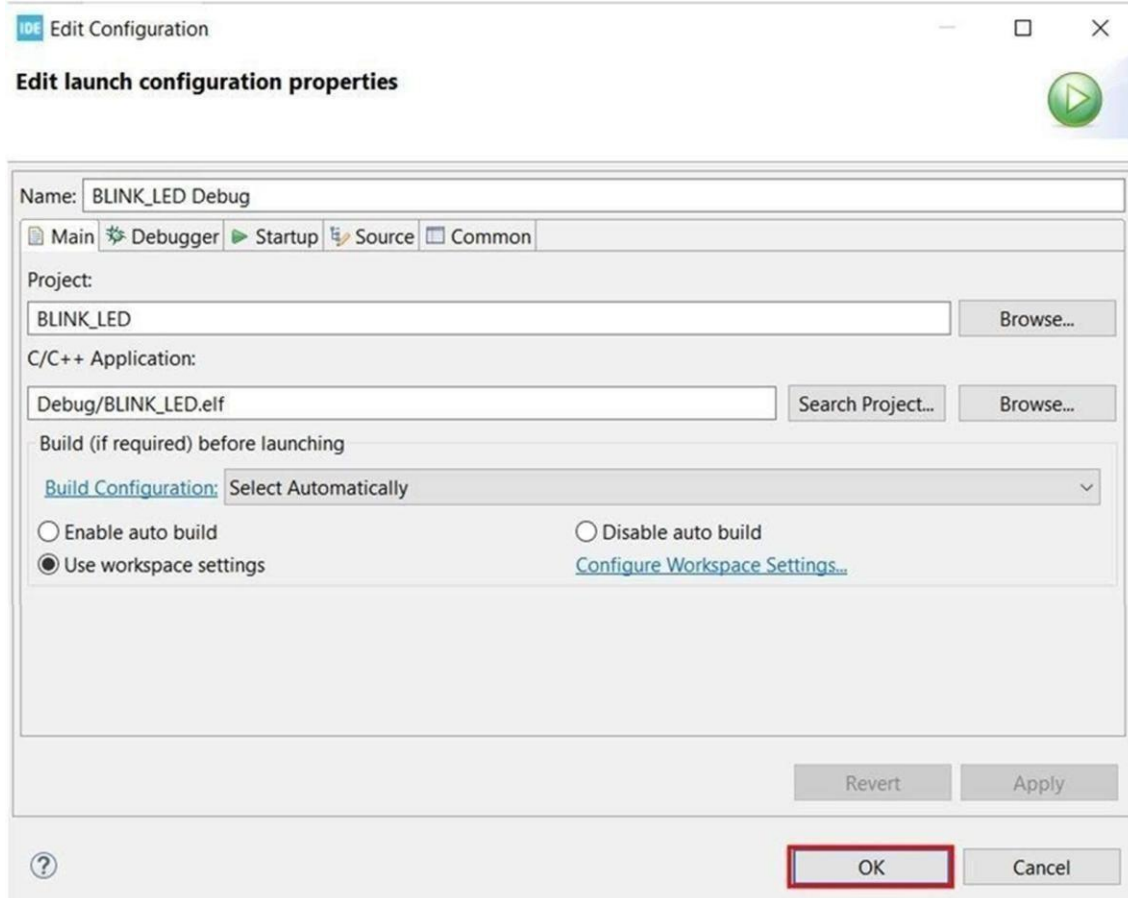 IDE Edit Configuration
Edit launch configuration properties
Name: BLINK_LED Debug
Main Debugger Startup Source Common
Project:
BLINK_LED Browse...
C/C++ Application:
Debug/BLINK_LED.elf Search Project... Browse...
Build (if required) before launching
Build Configuration: Select Automatically
Enable auto build Disable auto build
Use workspace settings Configure Workspace Settings...
Revert Apply
? OK Cancel